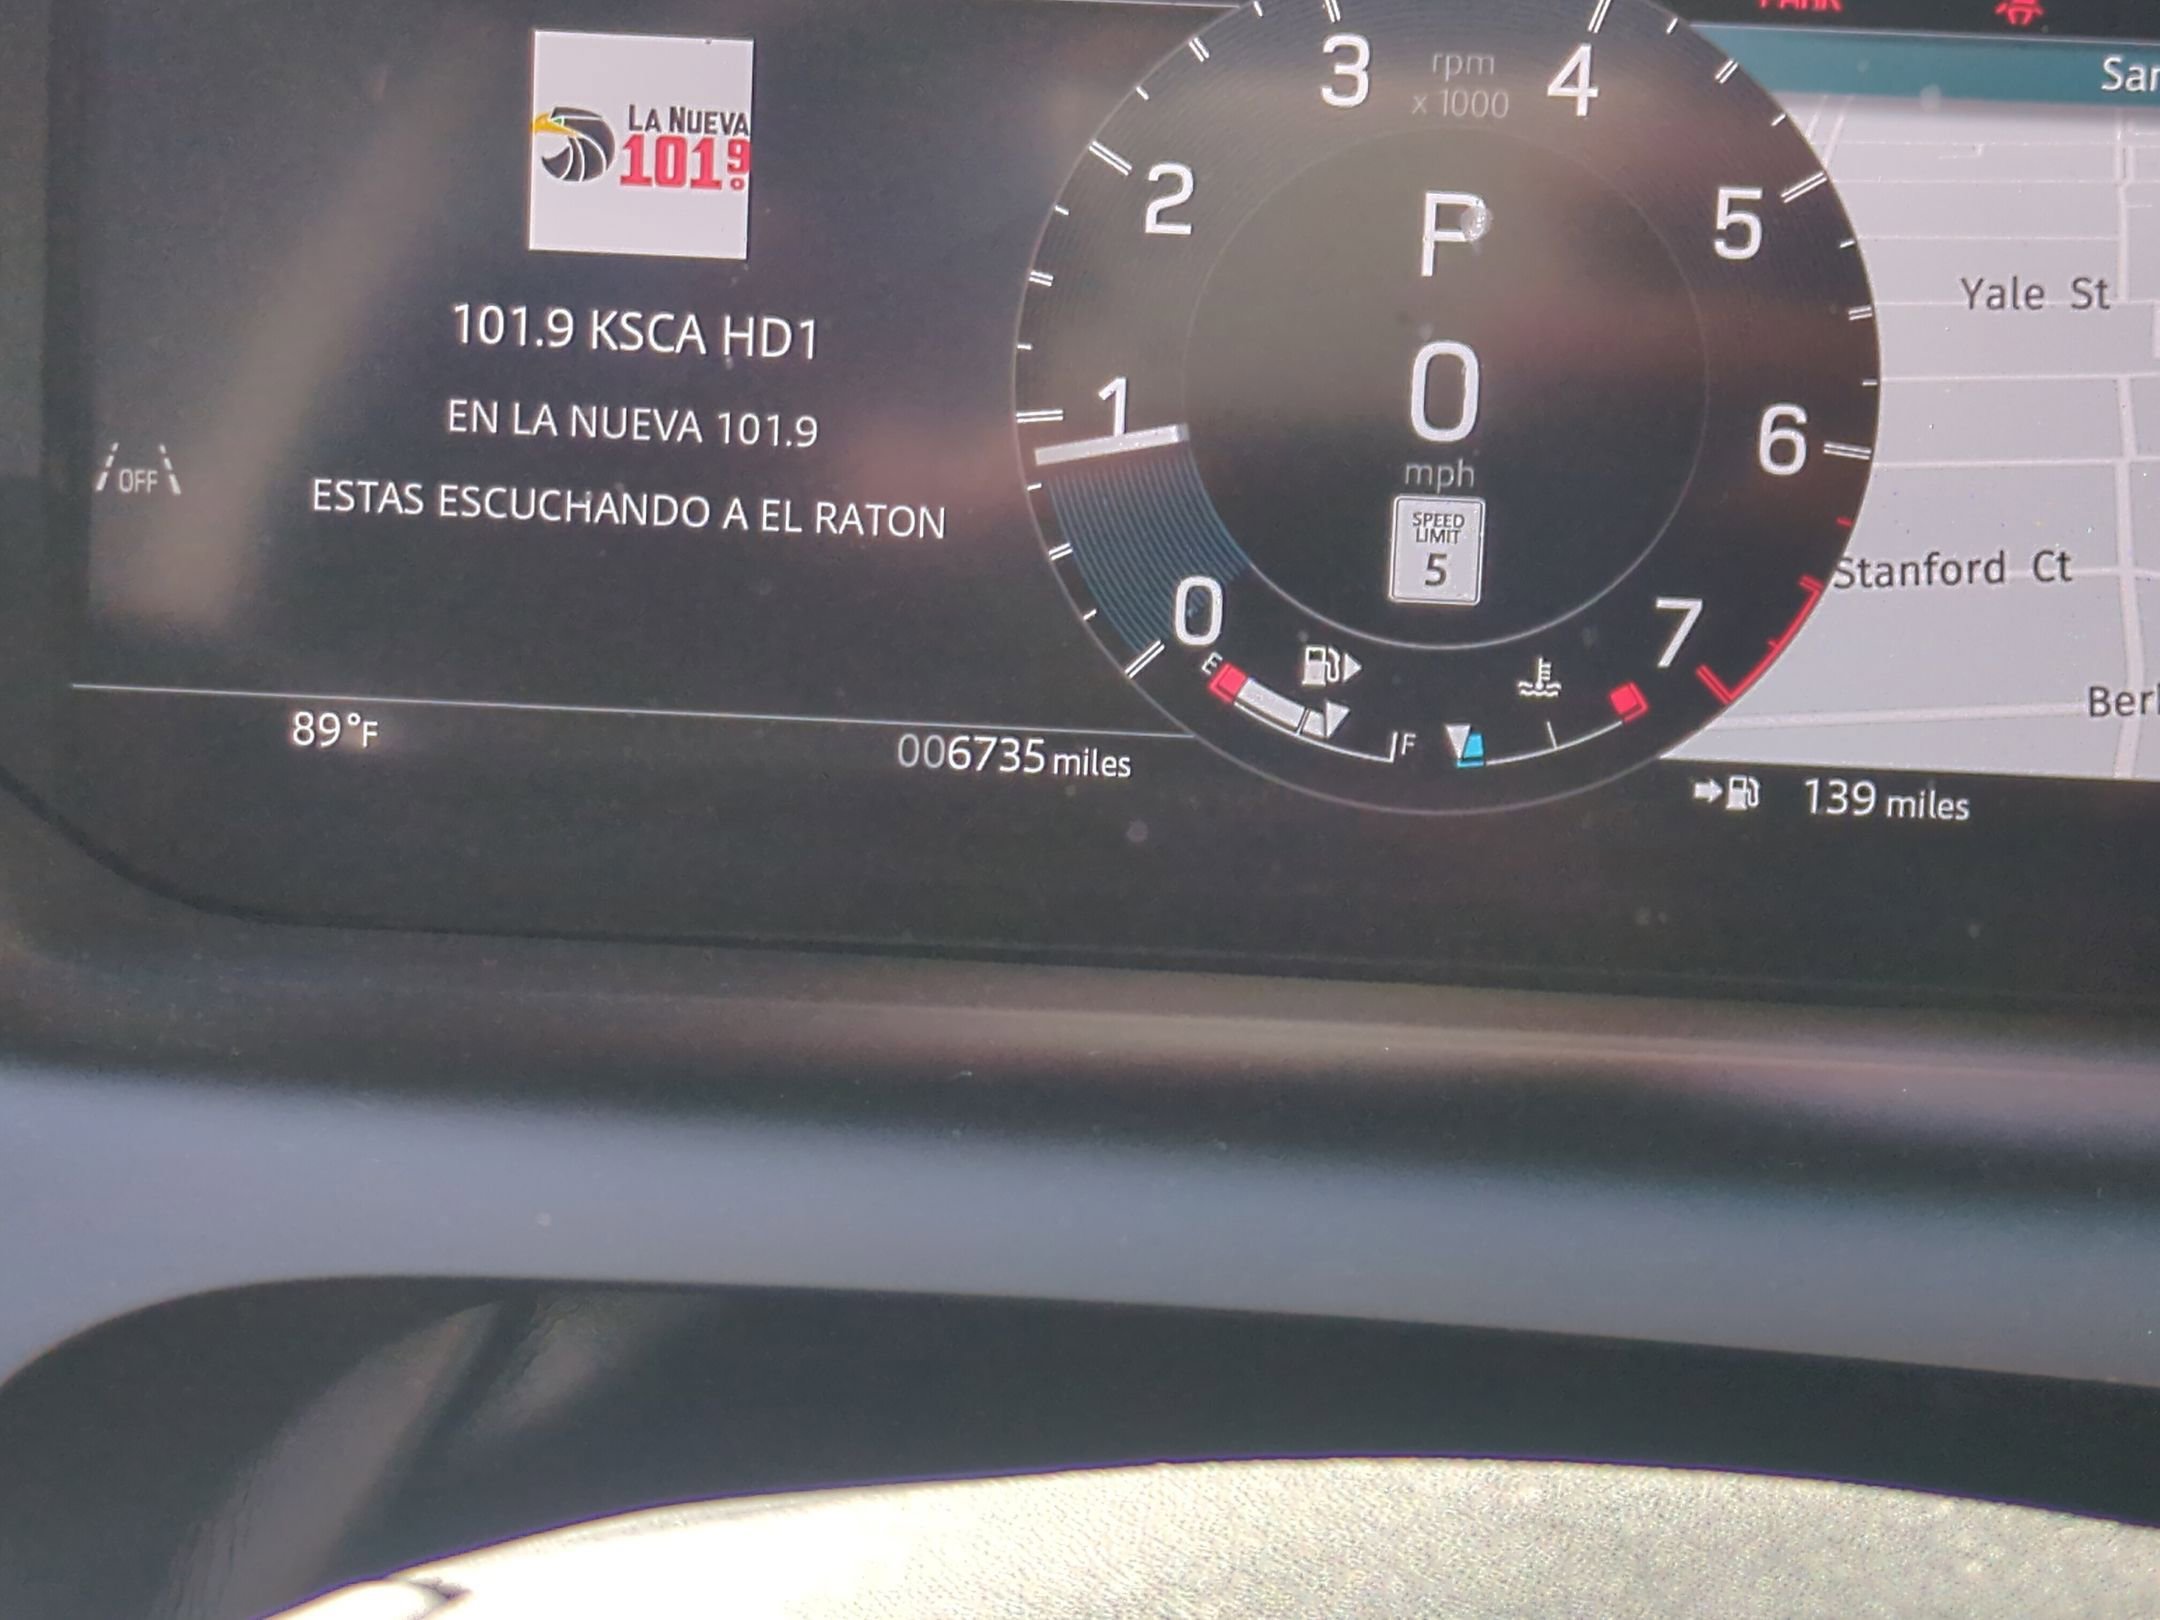 LA NUEVA
101.9
101.9 KSCA HD1
EN LA NUEVA 101.9
ESTAS ESCUCHANDO A EL RATON
OFF
89°F
006735 miles
rpm
x 1000
0
1
2
3
4
5
6
7
P
0
mph
SPEED
LIMIT
5
E
F
PARK
Yale St
Stanford Ct
139 miles